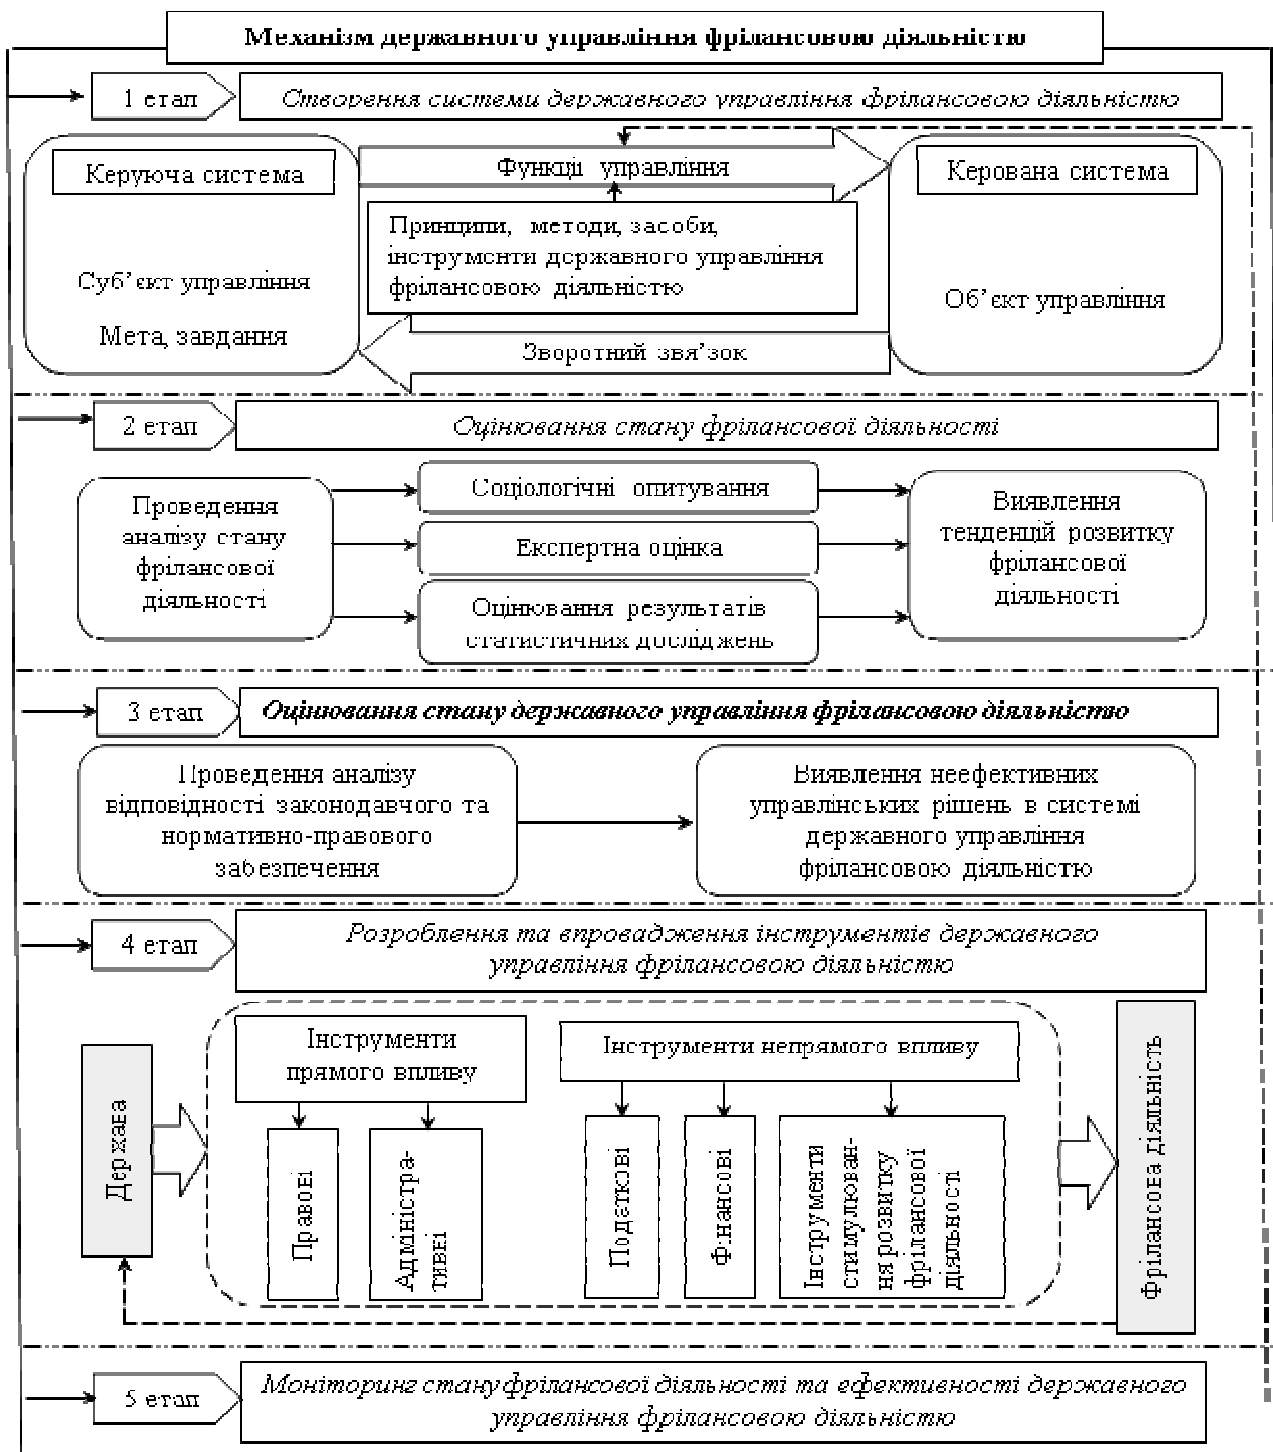 Механізм державного управління фрілансовою діяльністю
1 етап
Створення системи державного управління фрілансовою діяльністю
Керуюча система
Суб’єкт управління
Мета, завдання
Функції управління
Принципи, методи, засоби,
інструменти державного управління
фрілансовою діяльністю
Зворотний звя’зок
Керована система
Об’єкт управління
2 етап
Оцінювання стану фрілансової діяльності
Проведення
аналізу стану
фрілансової
діяльності
Соціологічні опитування
Експертна оцінка
Оцінювання результатів
статистичних досліджень
Виявлення
тенденцій розвитку
фрілансової
діяльності
3 етап
Оцінювання стану державного управління фрілансовою діяльністю
Проведення аналізу
відповідності законодавчого та
нормативно-правового
забезпечення
Виявлення неефективних
управлінських рішень в системі
державного управління
фрілансовою діяльністю
4 етап
Розроблення та впровадження інструментів державного
управління фрілансовою діяльністю
Держава
Інструменти
прямого впливу
Правові
Адміністра-
тивні
Інструменти непрямого впливу
Податкові
Фінансові
Інструменти
стимулюван-
ня розвитку
фрілансової
діяльності
Фрілансова діяльність
5 етап
Моніторинг стану фрілансової діяльності та ефективності державного
управління фрілансовою діяльністю